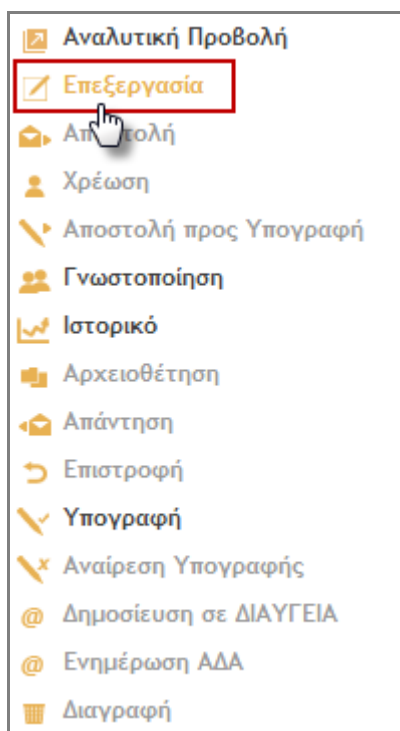 Αναλυτική Προβολή
Επεξεργασία
Αποστολή
Χρέωση
Αποστολή προς Υπογραφή
Γνωστοποίηση
Ιστορικό
Αρχειοθέτηση
Απάντηση
Επιστροφή
Υπογραφή
Αναίρεση Υπογραφής
@ Δημοσίευση σε ΔΙΑΥΓΕΙΑ
@ Ενημέρωση ΑΔΑ
Διαγραφή